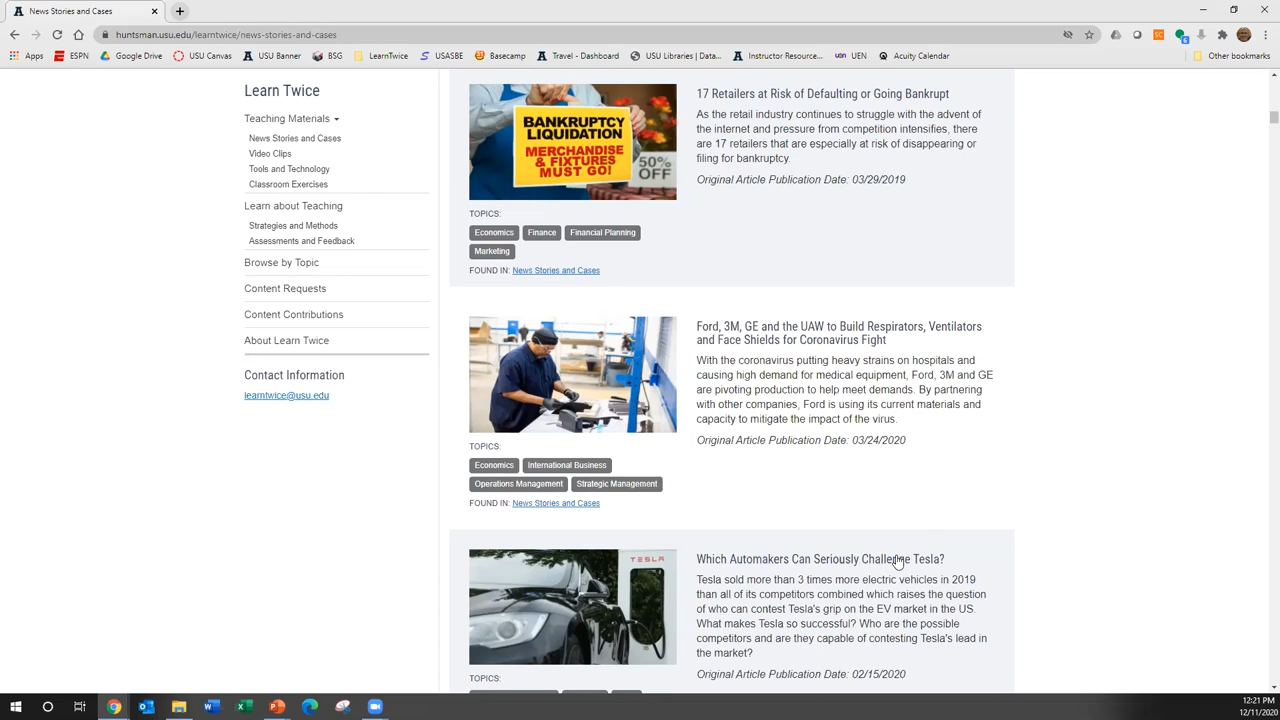 News Stories and Cases
huntsman.usu.edu/learntwice/news-stories-and-cases
Apps ESPN Grammarly USU Canvas USU Banner BSG LearnTwice USASBE Basecamp Travel - Dashboard USU Libraries | Data... Instructor Resource... UEN Acuity Calendar Other bookmarks
Learn Twice
Teaching Materials
News Stories and Cases
Video Clips
Tools and Technology
Classroom Exercises
Learn about Teaching
Strategies and Methods
Assessments and Feedback
Browse by Topic
Content Requests
Content Contributions
About Learn Twice
Contact Information
learntwice@usu.edu
BANKRUPTCY
LIQUIDATION
MERCHANDISE
& FIXTURES
MUST GO!
50%
OFF
17 Retailers at Risk of Defaulting or Going Bankrupt
As the retail industry continues to struggle with the advent of
the internet and pressure from competition intensifies, there
are 17 retailers that are especially at risk of disappearing or
filing for bankruptcy.
Original Article Publication Date: 03/29/2019
TOPICS:
Economics Finance Financial Planning
Marketing
FOUND IN: News Stories and Cases
Ford, 3M, GE and the UAW to Build Respirators, Ventilators
and Face Shields for Coronavirus Fight
With the coronavirus putting heavy strains on hospitals and
causing high demand for medical equipment, Ford, 3M and GE
are pivoting production to help meet demands. By partnering
with other companies, Ford is using its current materials and
capacity to mitigate the impact of the virus.
Original Article Publication Date: 03/24/2020
TOPICS:
Economics International Business
Operations Management Strategic Management
FOUND IN: News Stories and Cases
TESLA
Which Automakers Can Seriously Challenge Tesla?
Tesla sold more than 3 times more electric vehicles in 2019
than all of its competitors combined which raises the question
of who can contest Tesla's grip on the EV market in the US.
What makes Tesla so successful? Who are the possible
competitors and are they capable of contesting Tesla's lead in
the market?
Original Article Publication Date: 02/15/2020
TOPICS:
12:21 PM
12/11/2020